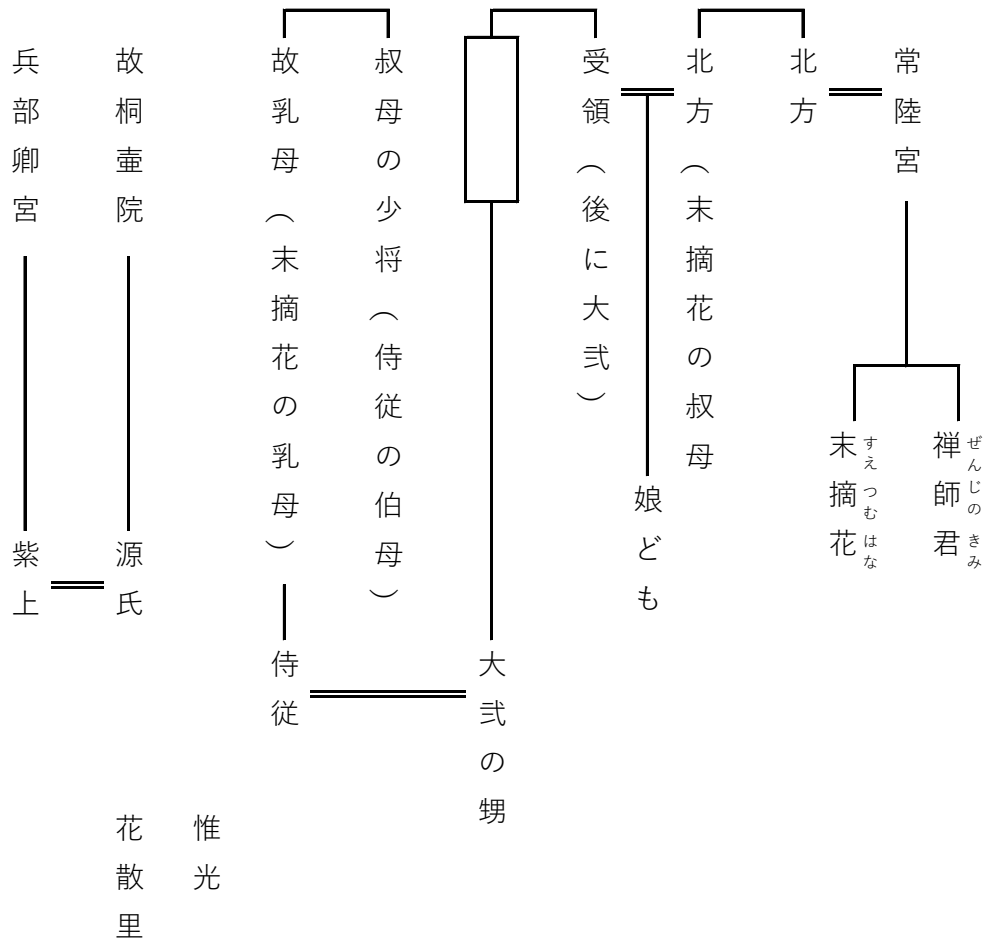 常陸宮
禅師君
ぜんじの きみ
末摘花
すえ つむ はな
北方
北方（末摘花の叔母
娘ども
受領（後に大弐）
大弐の甥
叔母の少将（侍従の伯母）
故乳母（末摘花の乳母）
侍従
惟光
故桐壷院
源氏
花散里
兵部卿宮
紫上